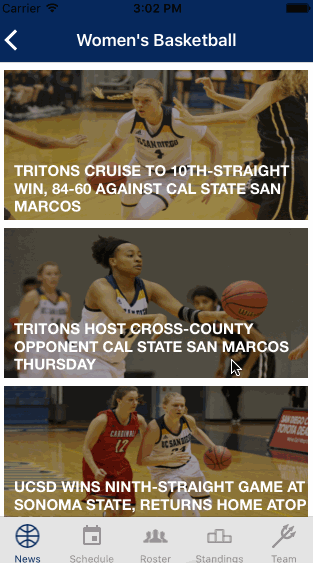 Carrier 3:02 PM
Women's Basketball
TRITONS CRUISE TO 10TH-STRAIGHT
WIN, 84-60 AGAINST CAL STATE SAN
MARCOS
TRITONS HOST CROSS-COUNTY
OPPONENT CAL STATE SAN MARCOS
THURSDAY
UCSD WINS NINTH-STRAIGHT GAME AT
SONOMA STATE, RETURNS HOME ATOP
News Schedule Roster Standings Team